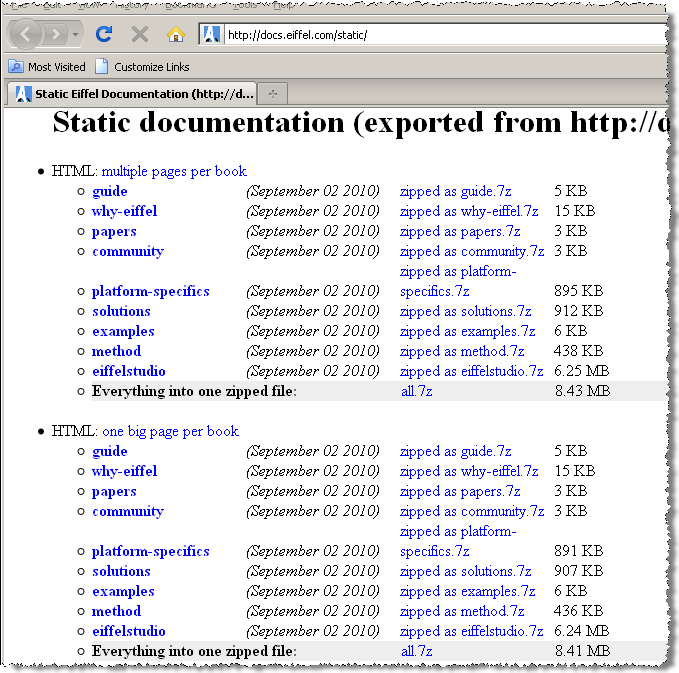 http://docs.eiffel.com/static/
Most Visited Customize Links
Static Eiffel Documentation (http://d...
Static documentation (exported from http://d
HTML: multiple pages per book
guide (September 02 2010) zipped as guide.7z 5 KB
why-eiffel (September 02 2010) zipped as why-eiffel.7z 15 KB
papers (September 02 2010) zipped as papers.7z 3 KB
community (September 02 2010) zipped as community.7z 3 KB
zipped as platform-
platform-specifics (September 02 2010) specifics.7z 895 KB
solutions (September 02 2010) zipped as solutions.7z 912 KB
examples (September 02 2010) zipped as examples.7z 6 KB
method (September 02 2010) zipped as method.7z 438 KB
eiffelstudio (September 02 2010) zipped as eiffelstudio.7z 6.25 MB
Everything into one zipped file: all.7z 8.43 MB
HTML: one big page per book
guide (September 02 2010) zipped as guide.7z 5 KB
why-eiffel (September 02 2010) zipped as why-eiffel.7z 15 KB
papers (September 02 2010) zipped as papers.7z 3 KB
community (September 02 2010) zipped as community.7z 3 KB
zipped as platform-
platform-specifics (September 02 2010) specifics.7z 891 KB
solutions (September 02 2010) zipped as solutions.7z 907 KB
examples (September 02 2010) zipped as examples.7z 6 KB
method (September 02 2010) zipped as method.7z 436 KB
eiffelstudio (September 02 2010) zipped as eiffelstudio.7z 6.24 MB
Everything into one zipped file: all.7z 8.41 MB